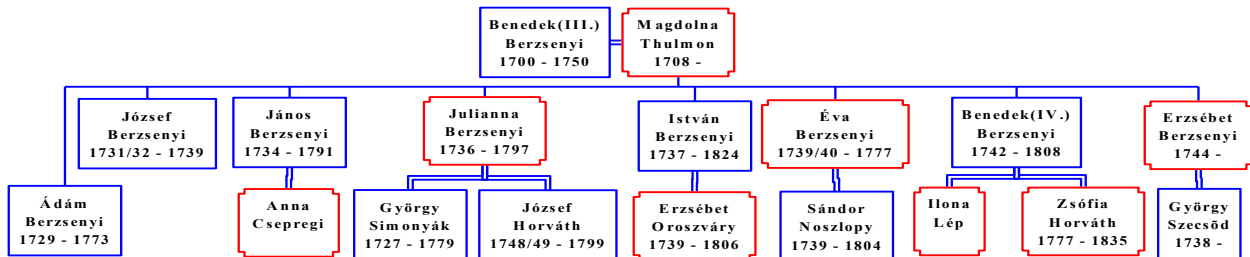 Benedek(III.)
Berzsenyi
1700 - 1750
Magdolna
Thulmon
1708 -
József
Berzsenyi
1731/32 - 1739
János
Berzsenyi
1734 - 1791
Julianna
Berzsenyi
1736 - 1797
István
Berzsenyi
1737 - 1824
Éva
Berzsenyi
1739/40 - 1777
Benedek(IV.)
Berzsenyi
1742 - 1808
Erzsébet
Berzsenyi
1744 -
Ádám
Berzsenyi
1729 - 1773
Anna
Csepregi
György
Simonyák
1727 - 1779
József
Horváth
1748/49 - 1799
Erzsébet
Oroszváry
1739 - 1806
Sándor
Noszlopy
1739 - 1804
Ilona
Lép
Zsófia
Horváth
1777 - 1835
György
Szecsõd
1738 -